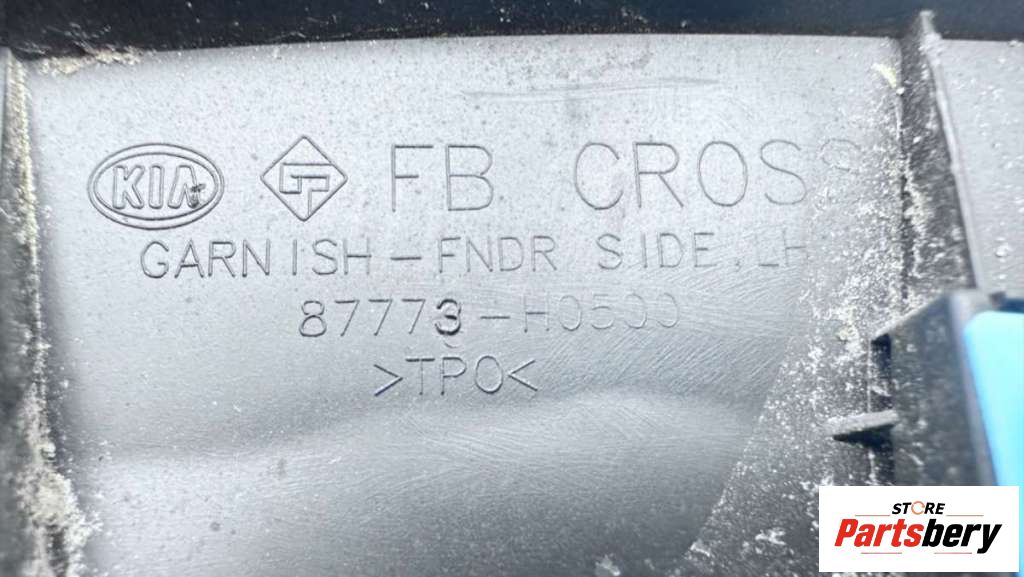 KIA FB CROSS
GARNISH-FNDR SIDE,LH
87773-H0500
>TPO<
STORE
Partsbery